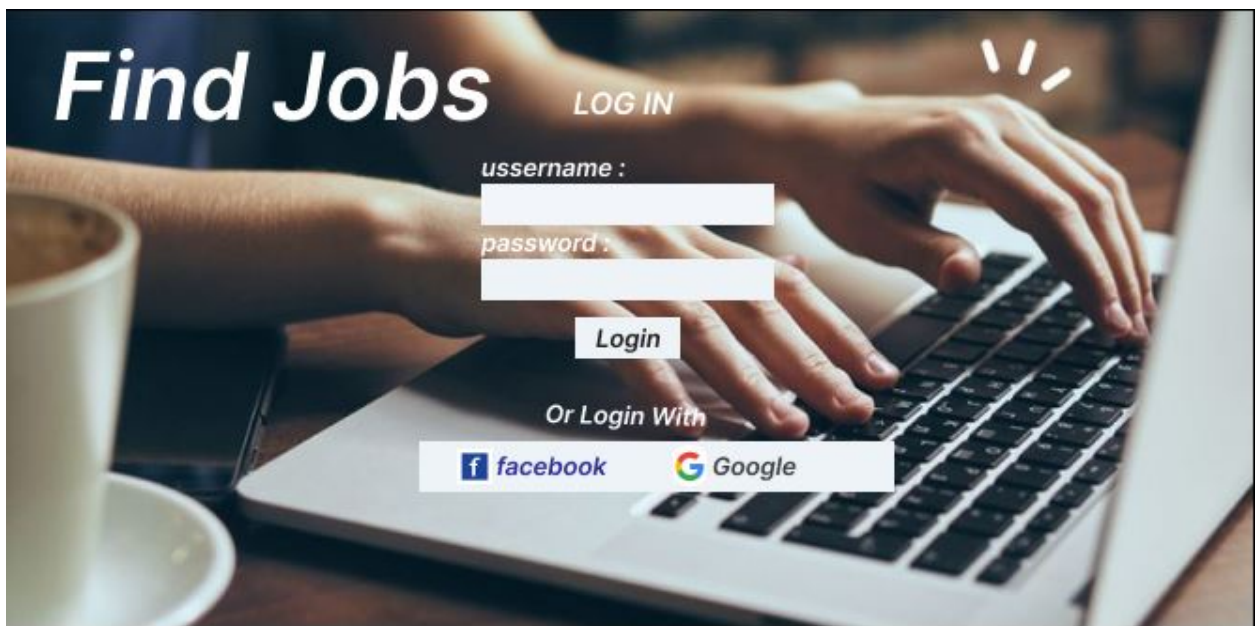 Find Jobs
LOG IN
ussername :
password :
Login
Or Login With
f facebook
G Google